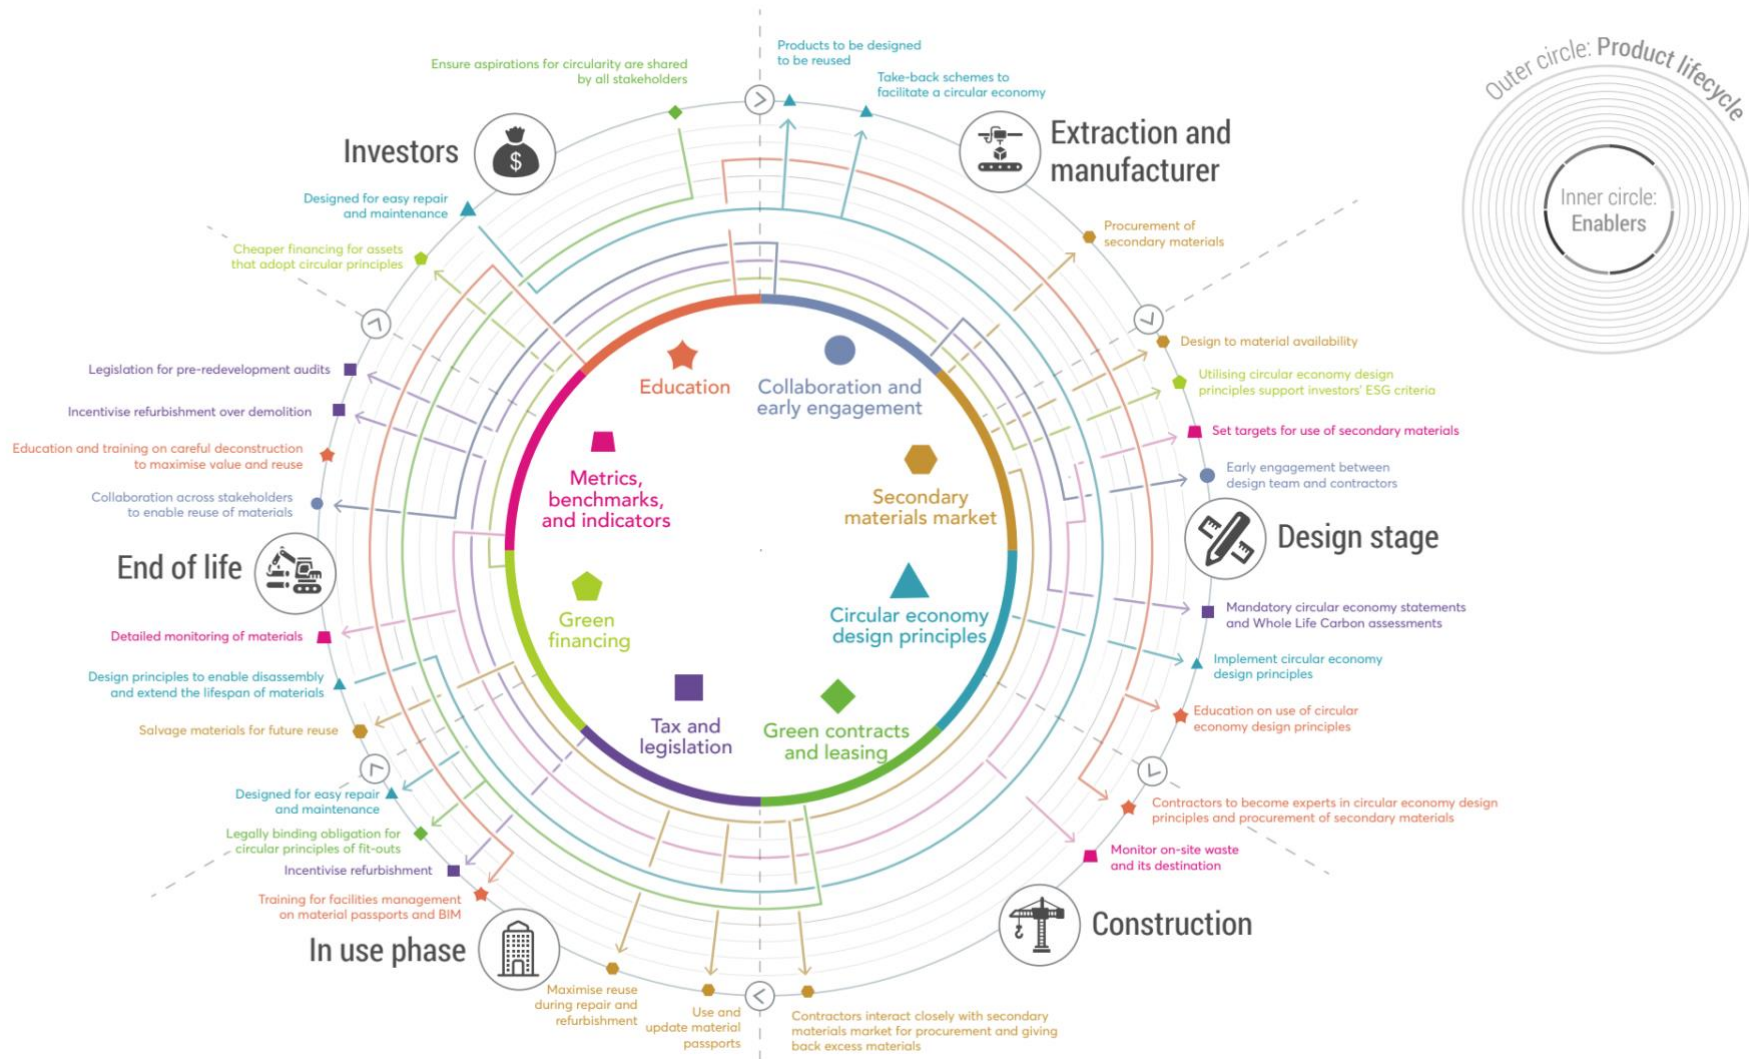 Ensure aspirations for circularity are shared
by all stakeholders
Products to be designed
to be reused
Take-back schemes to
facilitate a circular economy
Outer circle: Product lifecycle
Inner circle:
Enablers
Investors
$
Extraction and
manufacturer
Designed for easy repair
and maintenance
Cheaper financing for assets
that adopt circular principles
Procurement of
secondary materials
Design to material availability
Utilising circular economy design
principles support investors' ESG criteria
Set targets for use of secondary materials
Early engagement between
design team and contractors
Design stage
Mandatory circular economy statements
and Whole Life Carbon assessments
Implement circular economy
design principles
Education on use of circular
economy design principles
Contractors to become experts in circular economy design
principles and procurement of secondary materials
Monitor on-site waste
and its destination
Construction
Legislation for pre-redevelopment audits
Incentivise refurbishment over demolition
Education and training on careful deconstruction
to maximise value and reuse
Collaboration across stakeholders
to enable reuse of materials
End of life
Detailed monitoring of materials
Design principles to enable disassembly
and extend the lifespan of materials
Salvage materials for future reuse
Designed for easy repair
and maintenance
Legally binding obligation for
circular principles of fit-outs
Incentivise refurbishment
Training for facilities management
on material passports and BIM
In use phase
Maximise reuse
during repair and
refurbishment
Use and
update material
passports
Contractors interact closely with secondary
materials market for procurement and giving
back excess materials
Education
Collaboration and
early engagement
Metrics,
benchmarks,
and indicators
Secondary
materials market
Green
financing
Circular economy
design principles
Tax and
legislation
Green contracts
and leasing